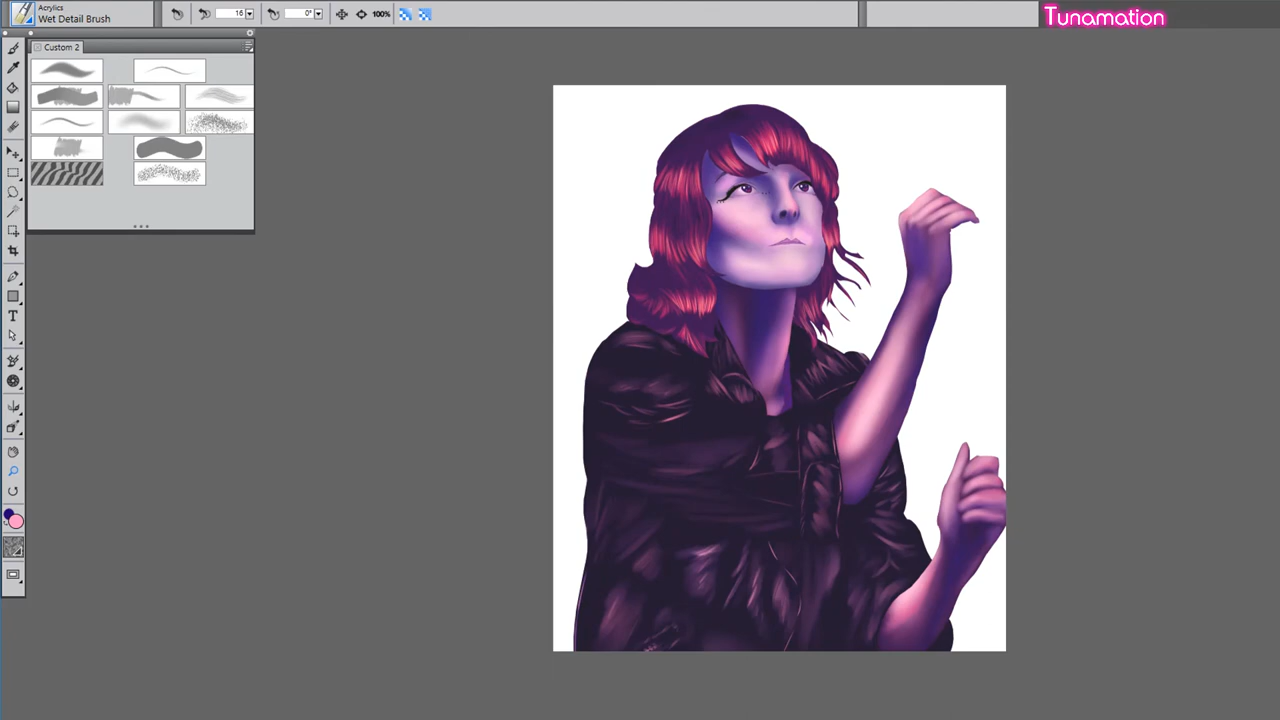 Acrylics
Wet Detail Brush
16
0°
100%
Tunamation
Custom 2
T